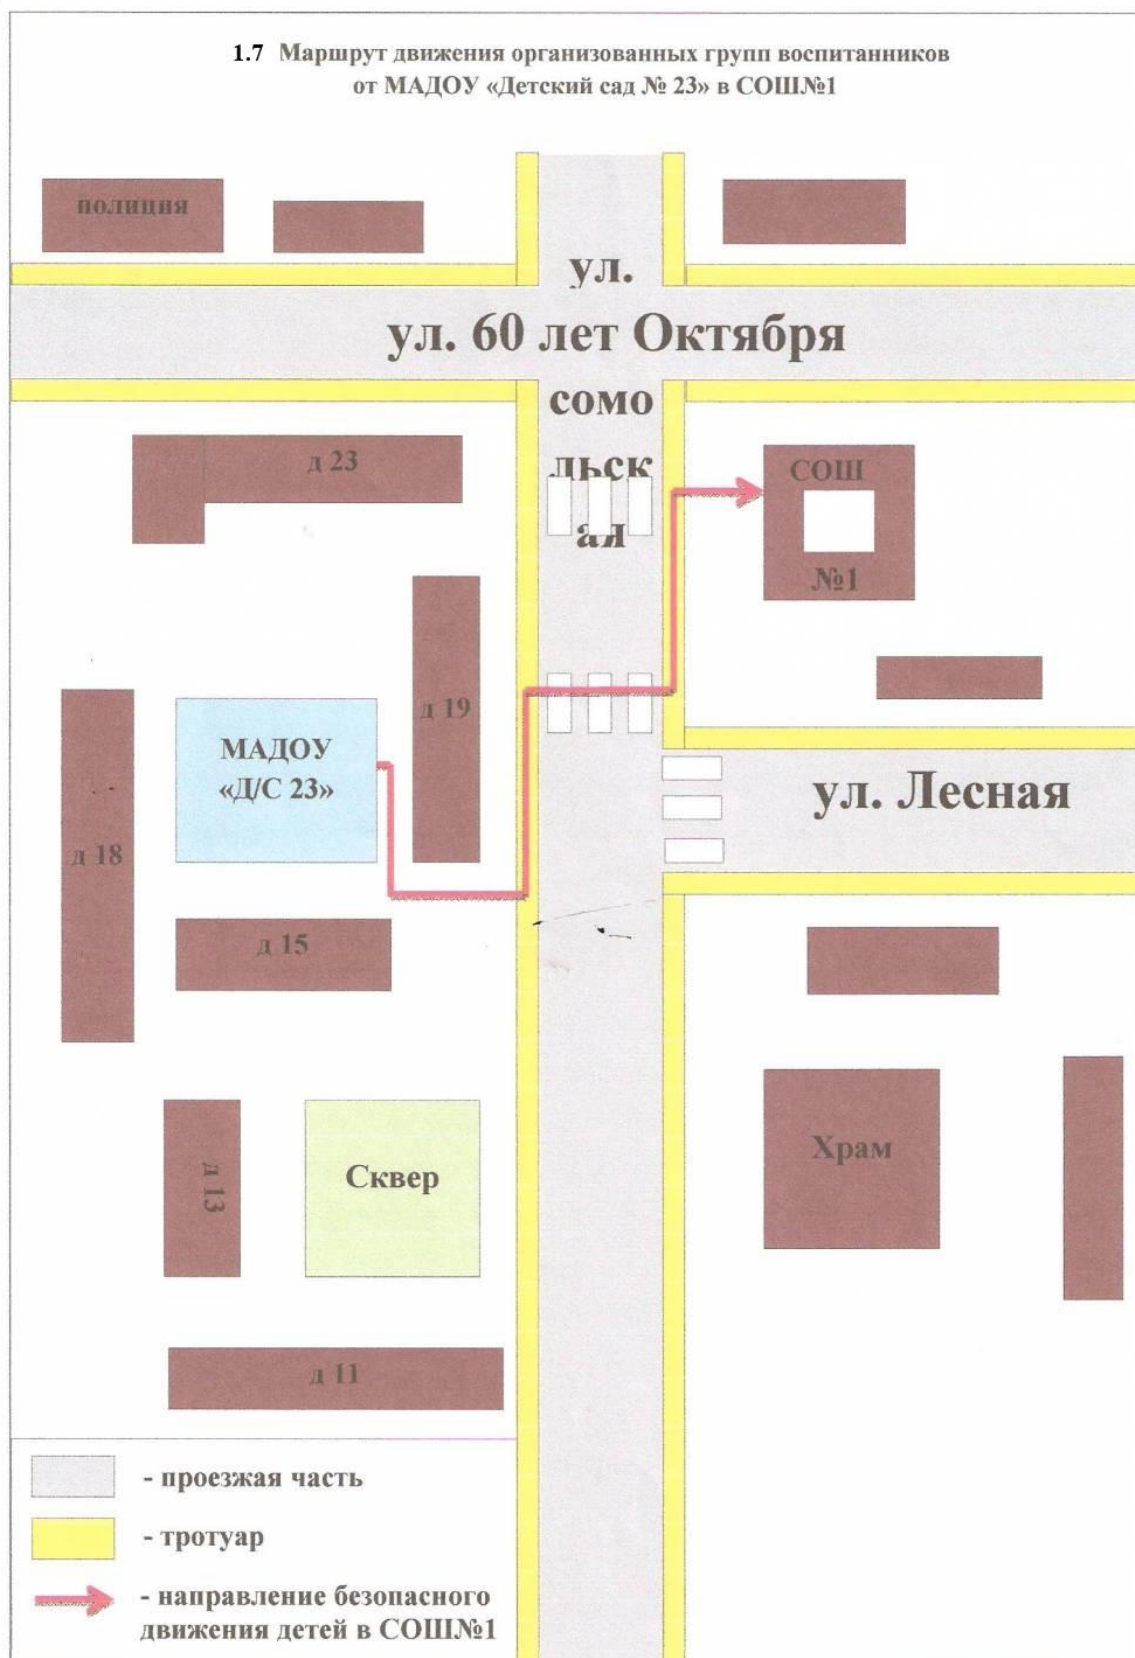 1.7 Маршрут движения организованных групп воспитанников
от МАДОУ «Детский сад № 23» в СОШ№1
полиция
ул.
ул. 60 лет Октября
сомо
льск
ая
д 23
СОШ
№1
д 19
МАДОУ
«Д/С 23»
ул. Лесная
д 18
д 15
Храм
д 13
Сквер
д 11
- проезжая часть
- тротуар
- направление безопасного
движения детей в СОШ№1